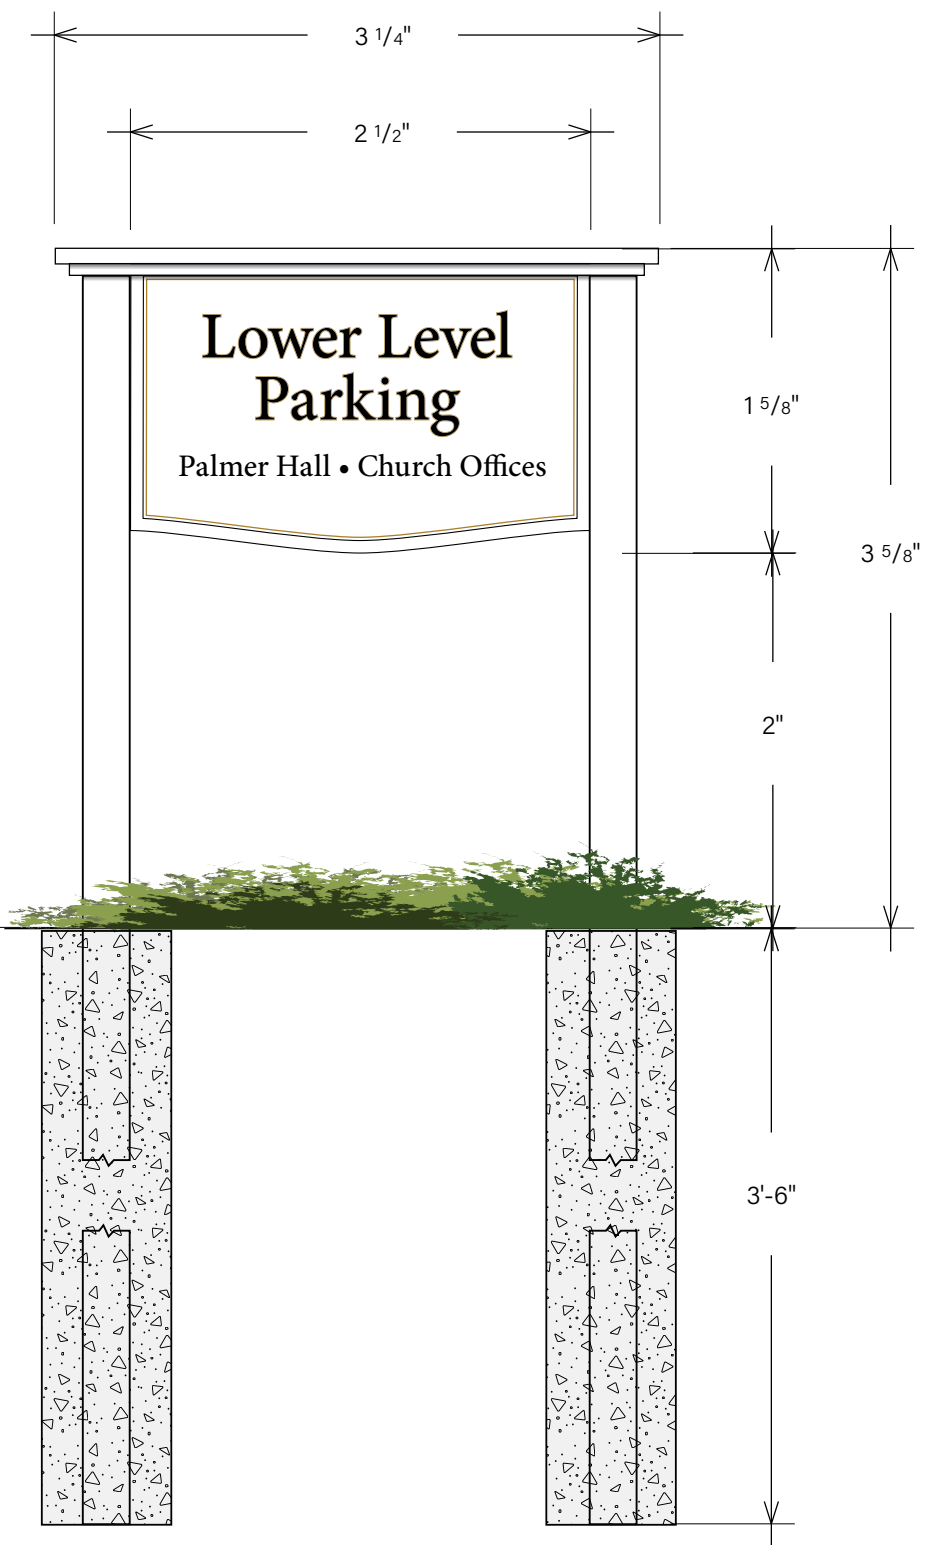 3 1/4"
2 1/2"
Lower Level
Parking
Palmer Hall • Church Offices
1 5/8"
3 5/8"
2"
3'-6"